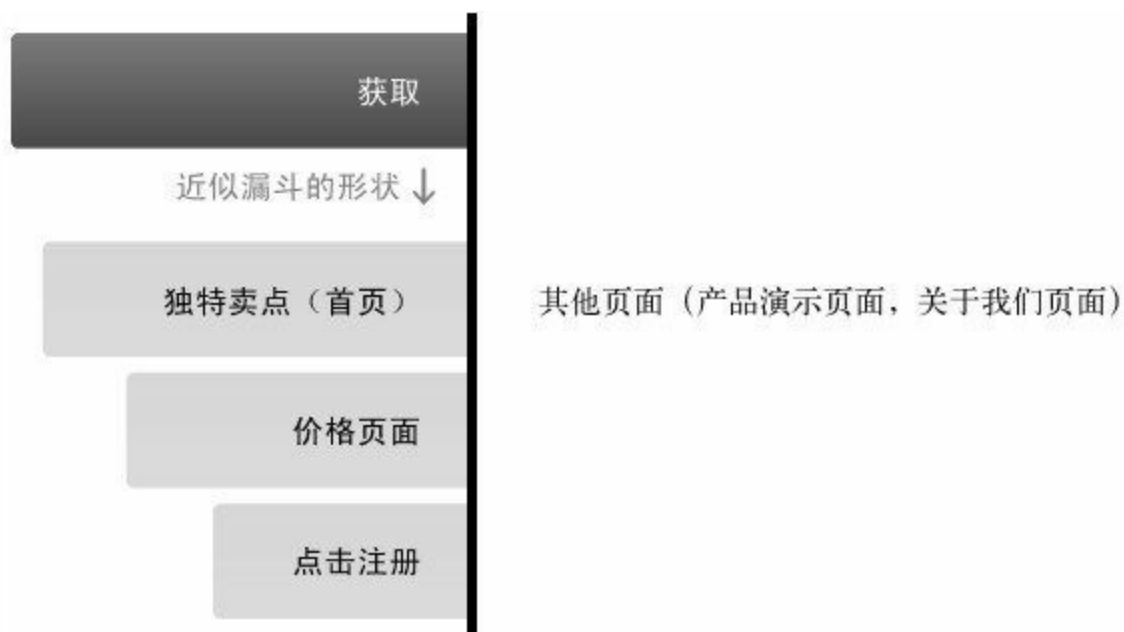 获取
近似漏斗的形状↓
独特卖点（首页）
其他页面（产品演示页面，关于我们页面）
价格页面
点击注册